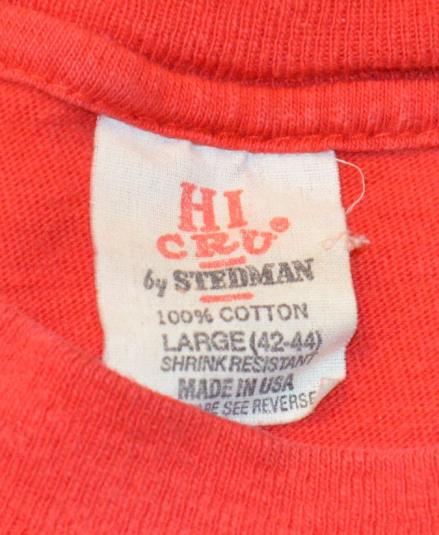 HI
CRU®
by STEDMAN
100% COTTON
LARGE (42-44)
SHRINK RESISTANT
MADE IN USA
SEE REVERSE